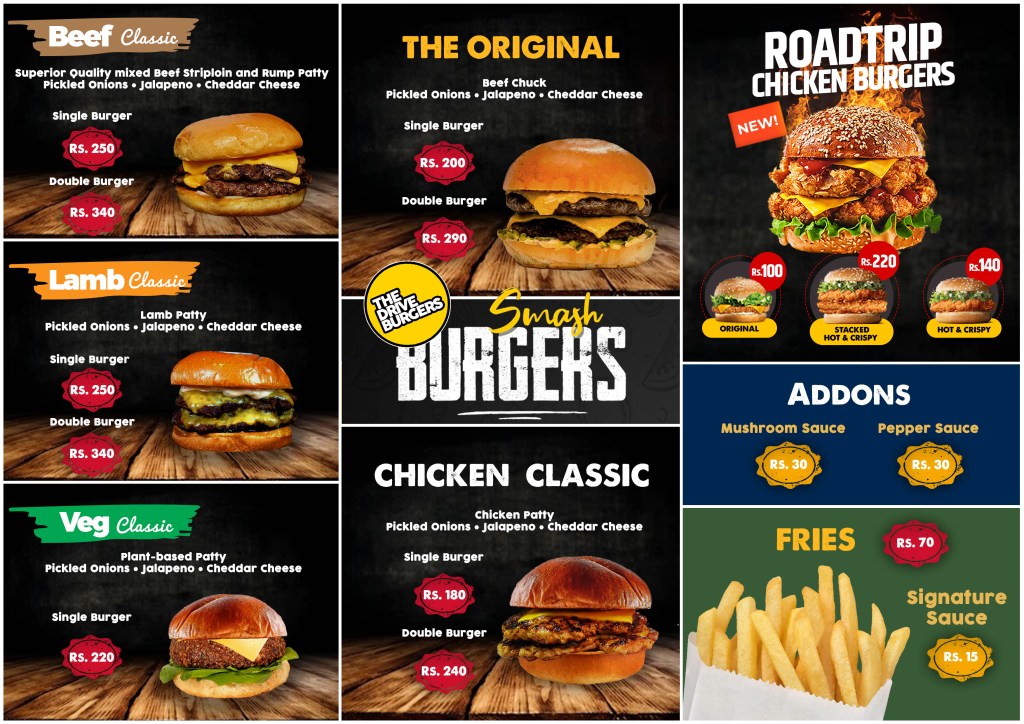 Beef Classic
Superior Quality mixed Beef Striploin and Rump Patty
Pickled Onions • Jalapeno • Cheddar Cheese
Single Burger
RS. 250
Double Burger
RS. 340
Lamb Classic
Lamb Patty
Pickled Onions • Jalapeno • Cheddar Cheese
Single Burger
RS. 250
Double Burger
RS. 340
Veg Classic
Plant-based Patty
Pickled Onions • Jalapeno • Cheddar Cheese
Single Burger
RS. 220
THE ORIGINAL
Beef Chuck
Pickled Onions • Jalapeno • Cheddar Cheese
Single Burger
RS. 200
Double Burger
RS. 290
THE
DRIVE
BURGERS
Smash
BURGERS
CHICKEN CLASSIC
Chicken Patty
Pickled Onions • Jalapeno • Cheddar Cheese
Single Burger
RS. 180
Double Burger
RS. 240
ROADTRIP
CHICKEN BURGERS
NEW!
Rs.100
ORIGINAL
Rs.220
STACKED
HOT & CRISPY
Rs.140
HOT & CRISPY
ADDONS
Mushroom Sauce Pepper Sauce
RS. 30 RS. 30
FRIES RS. 70
Signature
Sauce
RS. 15